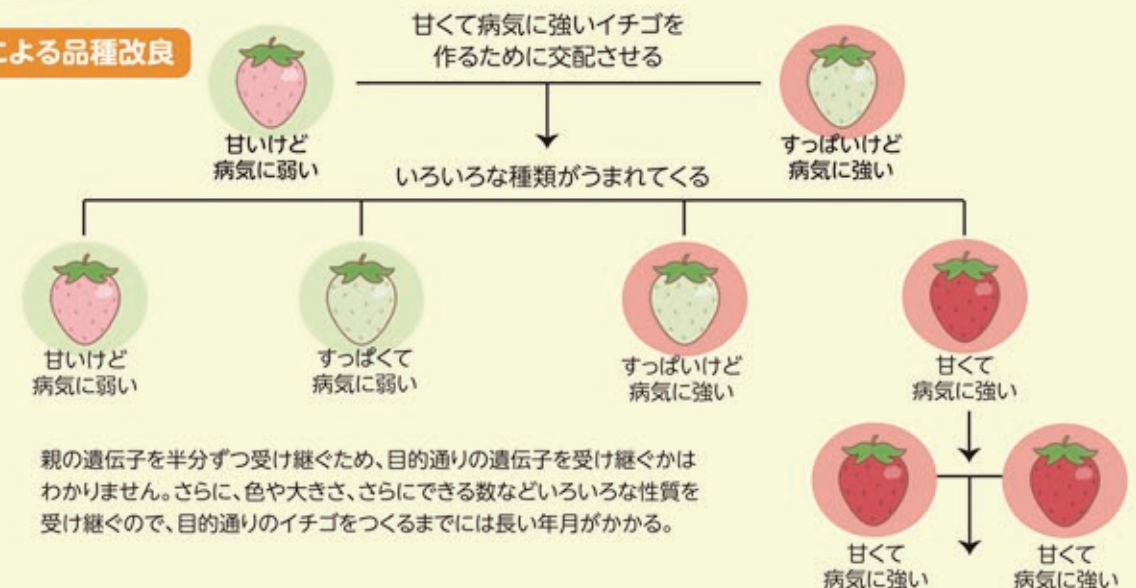 による品種改良
甘くて病気に強いイチゴを
作るために交配させる
甘いけど
病気に弱い
すっぱいけど
病気に強い
いろいろな種類がうまれてくる
甘いけど
病気に弱い
すっぱくて
病気に弱い
すっぱいけど
病気に強い
甘くて
病気に強い
親の遺伝子を半分ずつ受け継ぐため、目的通りの遺伝子を受け継ぐかは
わかりません。さらに、色や大きさ、さらにできる数などいろいろな性質を
受け継ぐので、目的通りのイチゴをつくるまでには長い年月がかかる。
甘くて
病気に強い
甘くて
病気に強い